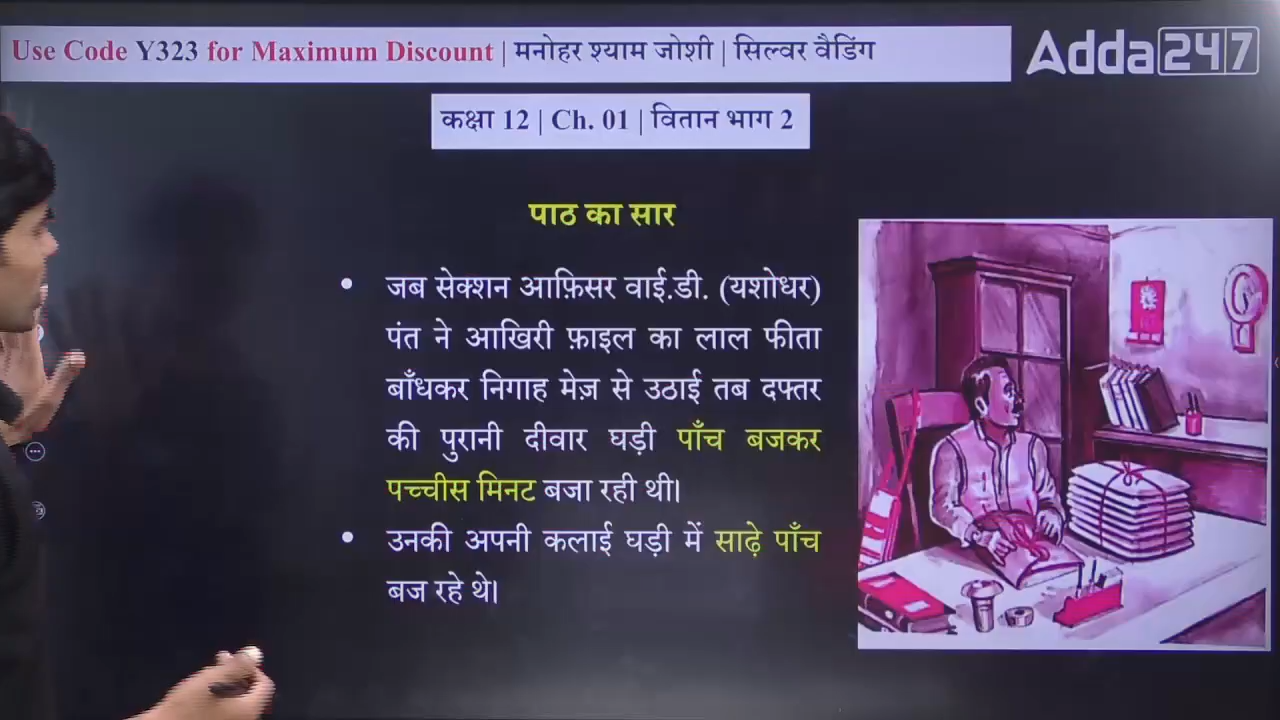 Use Code Y323 for Maximum Discount | मनोहर श्याम जोशी | सिल्वर वैडिंग
Adda247
कक्षा 12 | Ch. 01 | वितान भाग 2
पाठ का सार
• जब सेक्शन आफ़िसर वाई.डी. (यशोधर)
पंत ने आखिरी फ़ाइल का लाल फीता
बाँधकर निगाह मेज़ से उठाई तब दफ्तर
की पुरानी दीवार घड़ी पाँच बजकर
पच्चीस मिनट बजा रही थी।
• उनकी अपनी कलाई घड़ी में साढ़े पाँच
बज रहे थे।